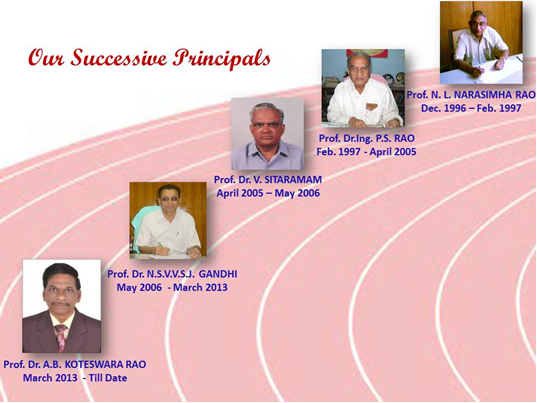 Our Successive Principals
Prof. N. L. NARASIMHA RAO
Dec. 1996 – Feb. 1997
Prof. Dr.Ing. P.S. RAO
Feb. 1997 - April 2005
Prof. Dr. V. SITARAMAM
April 2005 – May 2006
Prof. Dr. N.S.V.V.S.J. GANDHI
May 2006 - March 2013
Prof. Dr. A.B. KOTESWARA RAO
March 2013 - Till Date